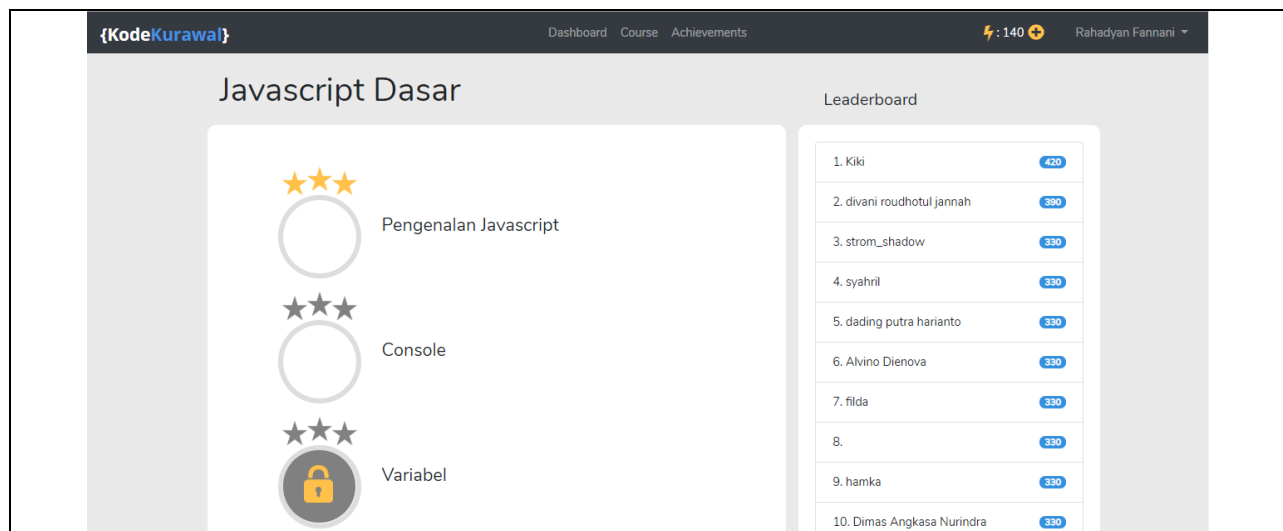 {KodeKurawal} Dashboard Course Achievements : 140 Rahadyan Fannani
Javascript Dasar
Pengenalan Javascript
Console
Variabel
Leaderboard
1. Kiki 420
2. divani roudhotul jannah 390
3. strom_shadow 330
4. syahril 330
5. dading putra harianto 330
6. Alvino Dienova 330
7. filda 330
8. 330
9. hamka 330
10. Dimas Angkasa Nurindra 330